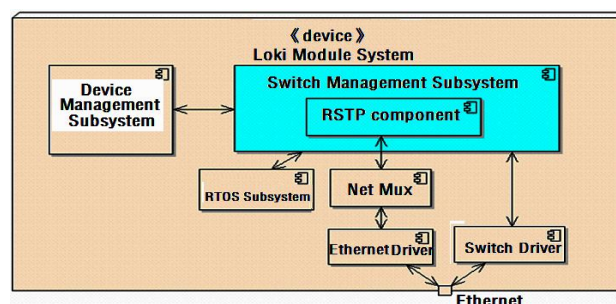 《 device 》
Loki Module System
Device
Management
Subsystem
Switch Management Subsystem
RSTP component
RTOS Subsystem
Net Mux
Ethernet Driver
Switch Driver
Ethernet